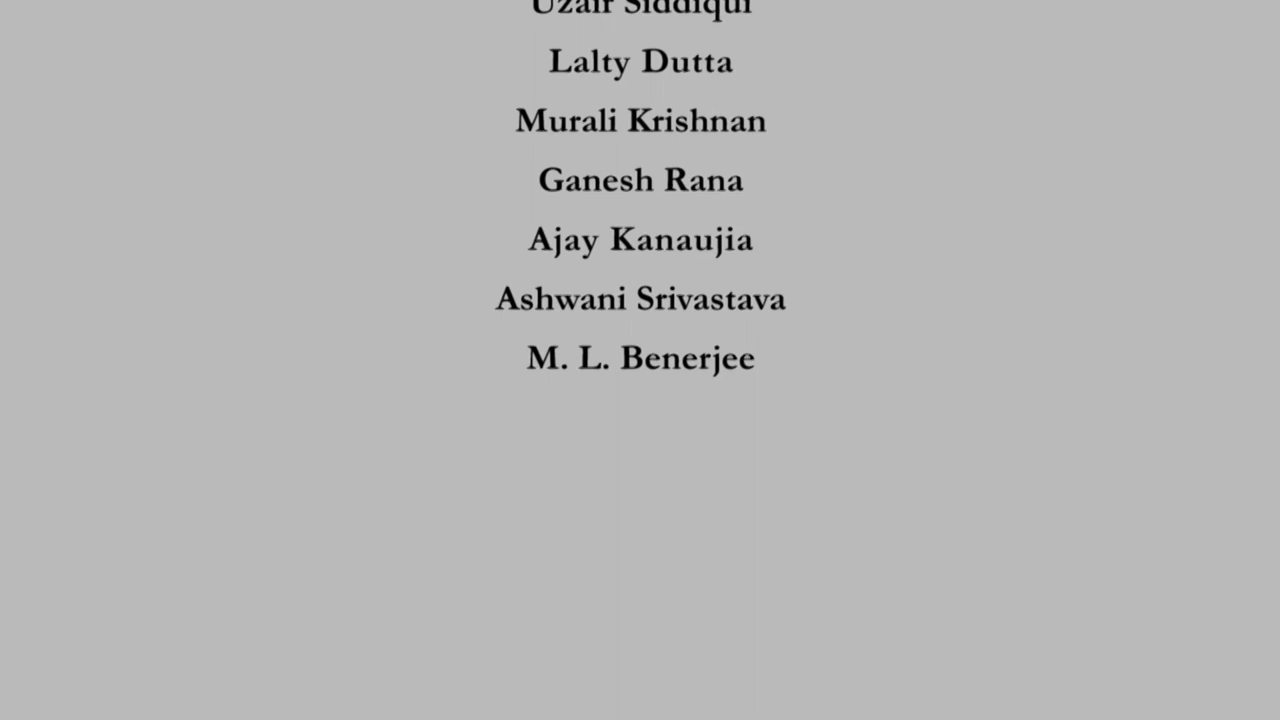 Uzair Siddiqui
Lalty Dutta
Murali Krishnan
Ganesh Rana
Ajay Kanaujia
Ashwani Srivastava
M. L. Benerjee